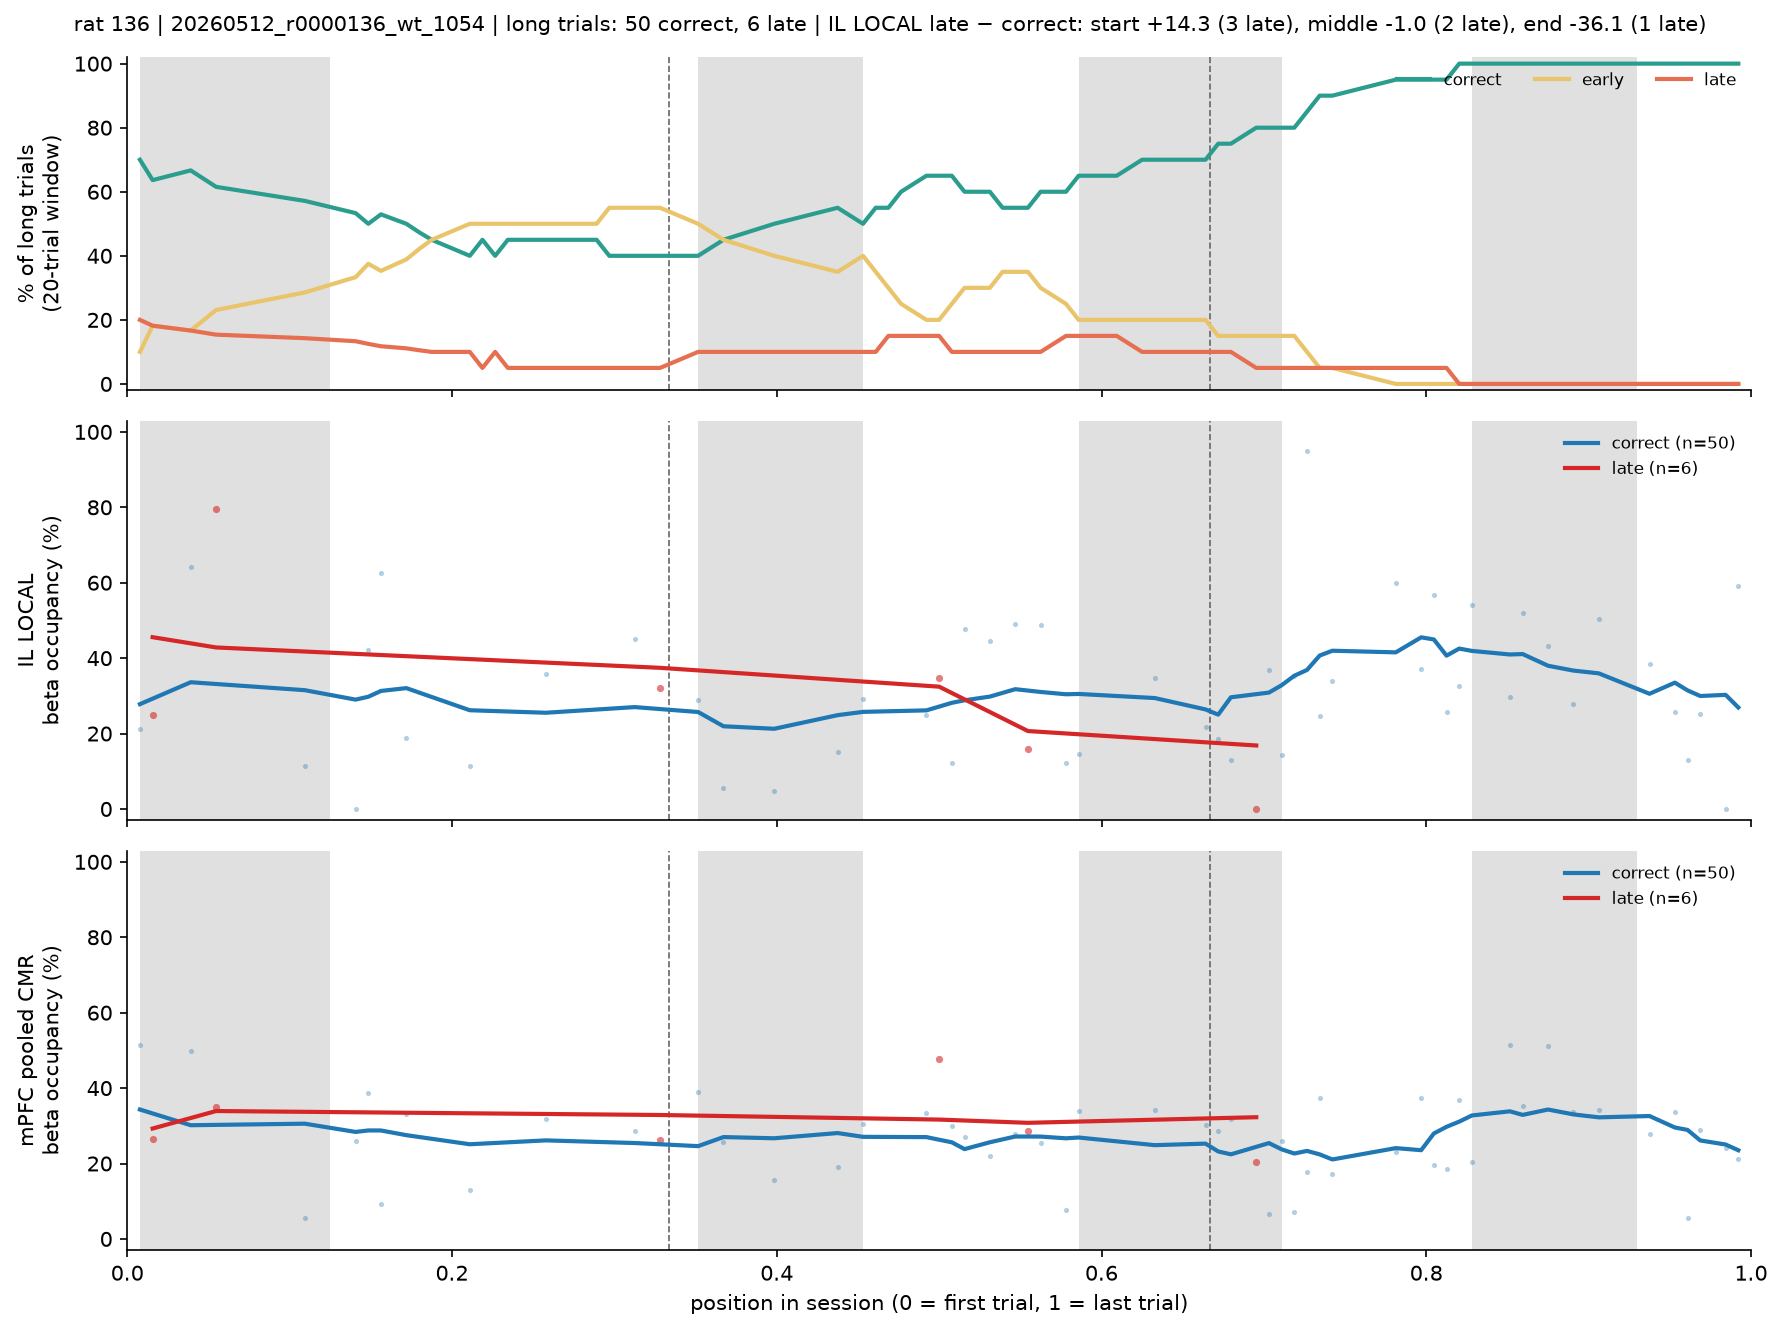 rat 136 | 20260512_r0000136_wt_1054 | long trials: 50 correct, 6 late | IL LOCAL late − correct: start +14.3 (3 late), middle -1.0 (2 late), end -36.1 (1 late)
100
80
60
40
20
0
% of long trials
(20-trial window)
correct
early
late
100
80
60
40
20
0
IL LOCAL
beta occupancy (%)
correct (n=50)
late (n=6)
100
80
60
40
20
0
mPFC pooled CMR
beta occupancy (%)
correct (n=50)
late (n=6)
0.0 0.2 0.4 0.6 0.8 1.0
position in session (0 = first trial, 1 = last trial)